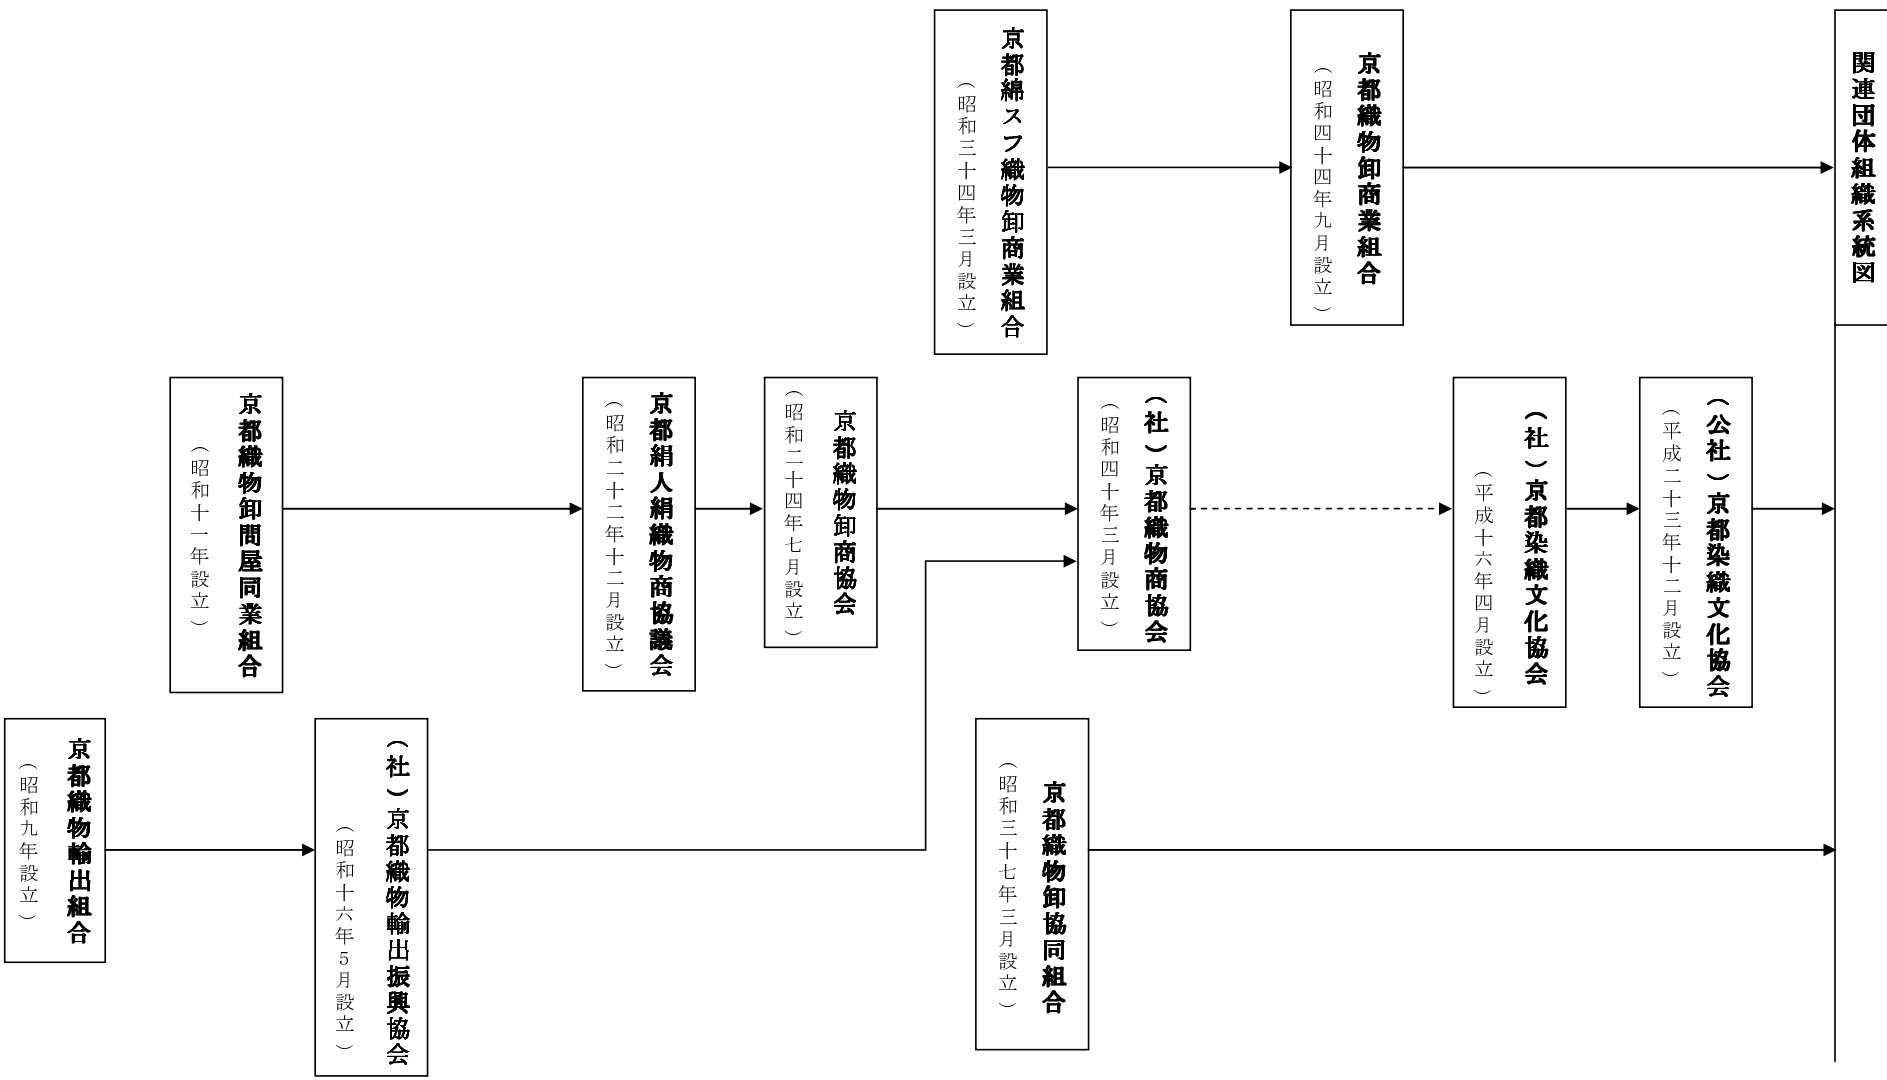 関連団体組織系統図
京都織物卸商業組合
（昭和四十四年九月設立）
京都綿スフ織物卸商業組合
（昭和三十四年三月設立）
（公社）京都染織文化協会
（平成二十三年十二月設立）
（社）京都染織文化協会
（平成十六年四月設立）
（社）京都織物商協会
（昭和四十年三月設立）
京都織物卸商協会
（昭和二十四年七月設立）
京都絹人絹織物商協議会
（昭和二十二年十二月設立）
京都織物卸問屋同業組合
（昭和十一年設立）
京都織物卸協同組合
（昭和三十七年三月設立）
（社）京都織物輸出振興協会
（昭和十六年５月設立）
京都織物輸出組合
（昭和九年設立）